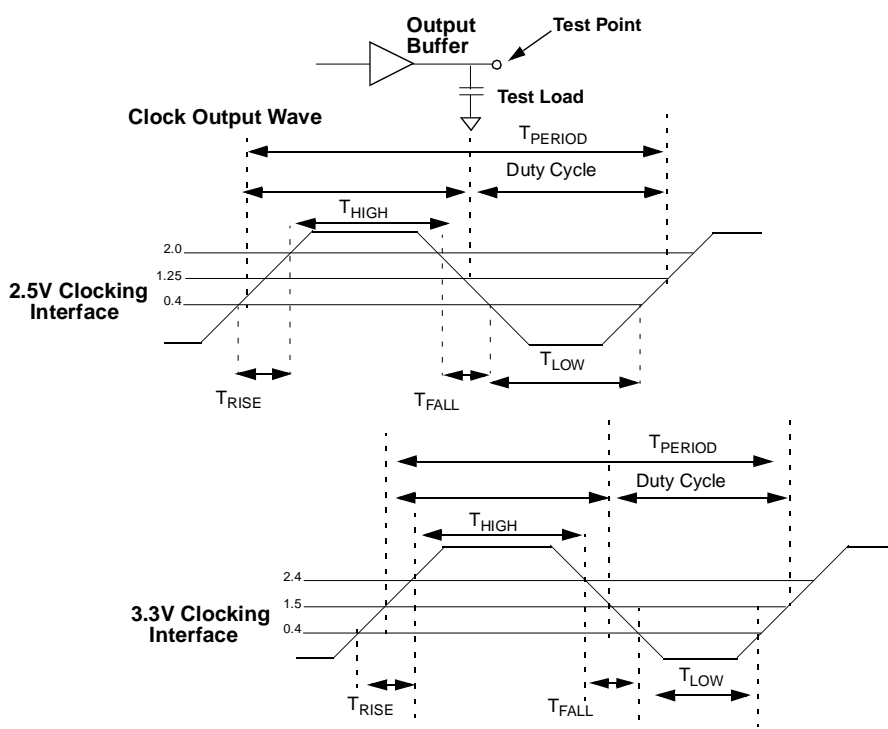 Output
Buffer
Test Point
Test Load
Clock Output Wave
TPERIOD
Duty Cycle
THIGH
2.0
1.25
0.4
2.5V Clocking
Interface
TLOW
TRISE
TFALL
TPERIOD
Duty Cycle
THIGH
2.4
1.5
0.4
3.3V Clocking
Interface
TLOW
TRISE
TFALL